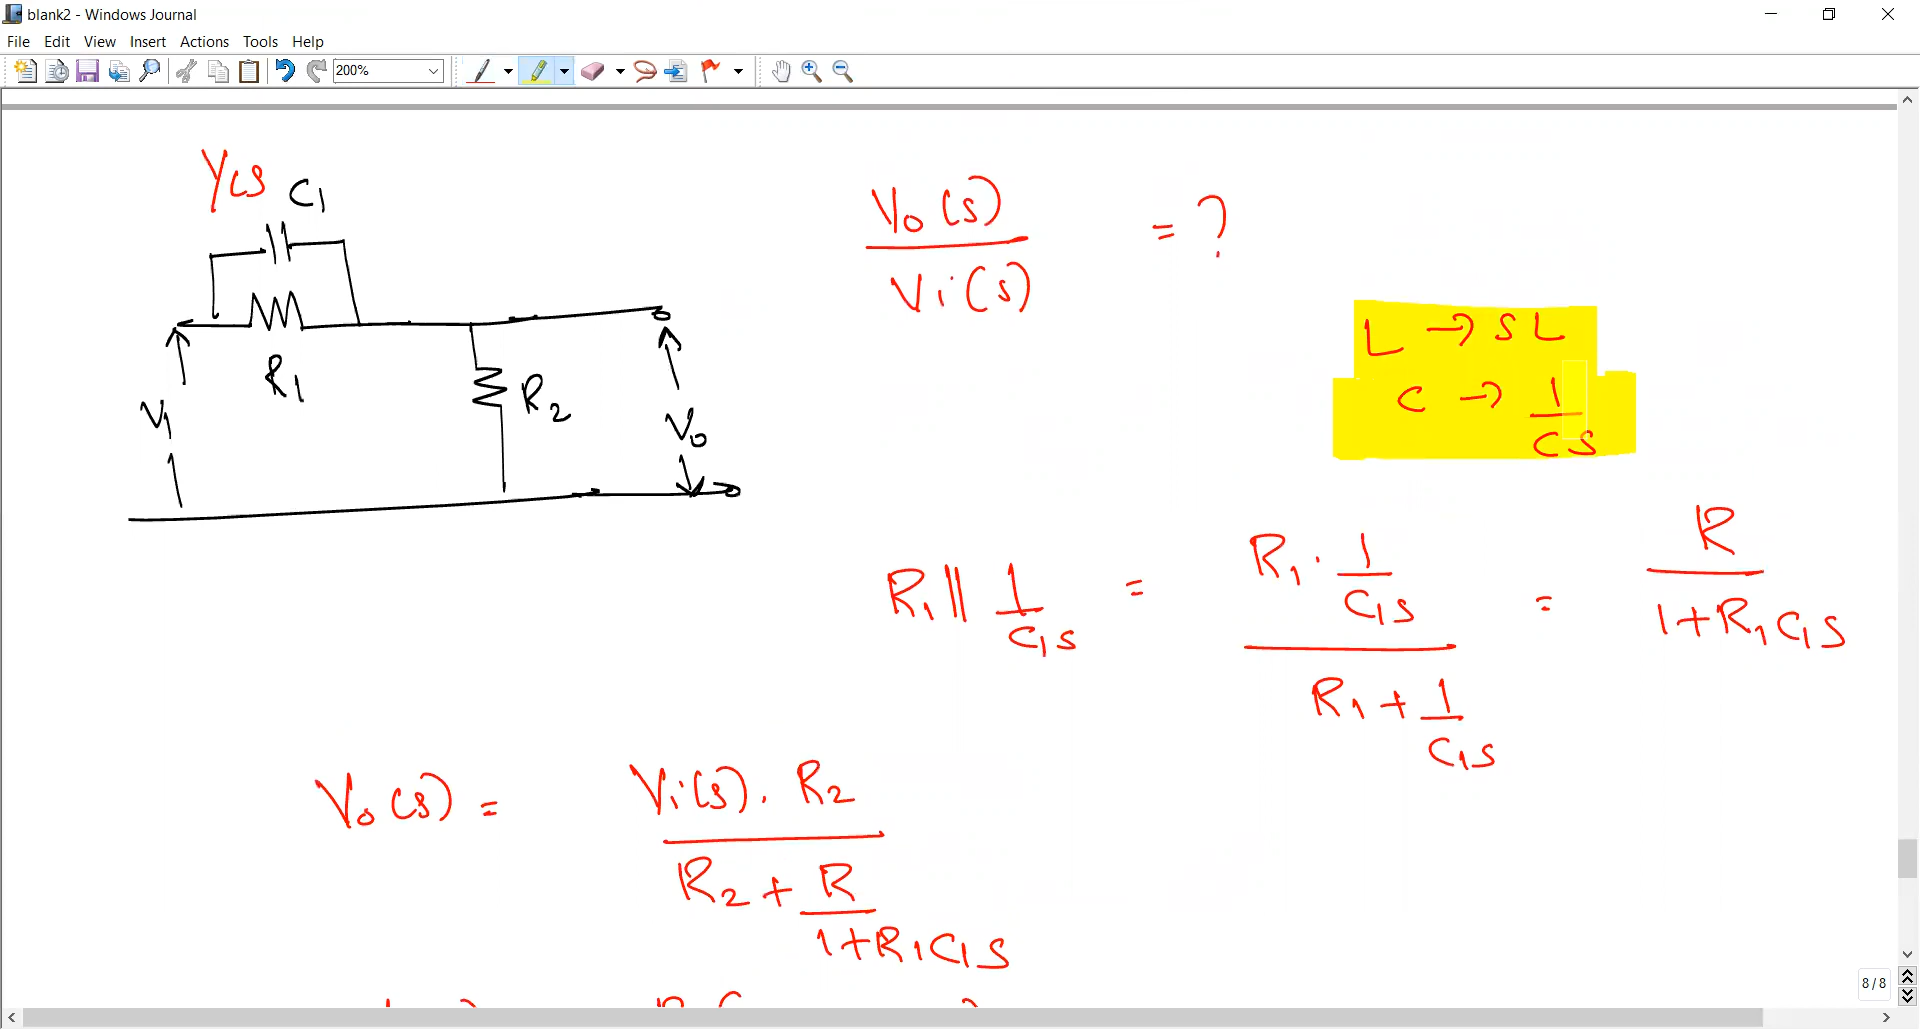 blank2 - Windows Journal
File Edit View Insert Actions Tools Help
200%
1/CS C1
Vo(s)/Vi(s) = ?
L → SL
C → 1/CS
R1
V1
R2
Vo
R1 || 1/C1S = (R1 · 1/C1S)/(R1 + 1/C1S) = R/(1+R1C1S)
Vo(s) = (Vi(s) · R2)/(R2 + R/(1+R1C1S))
8 / 8